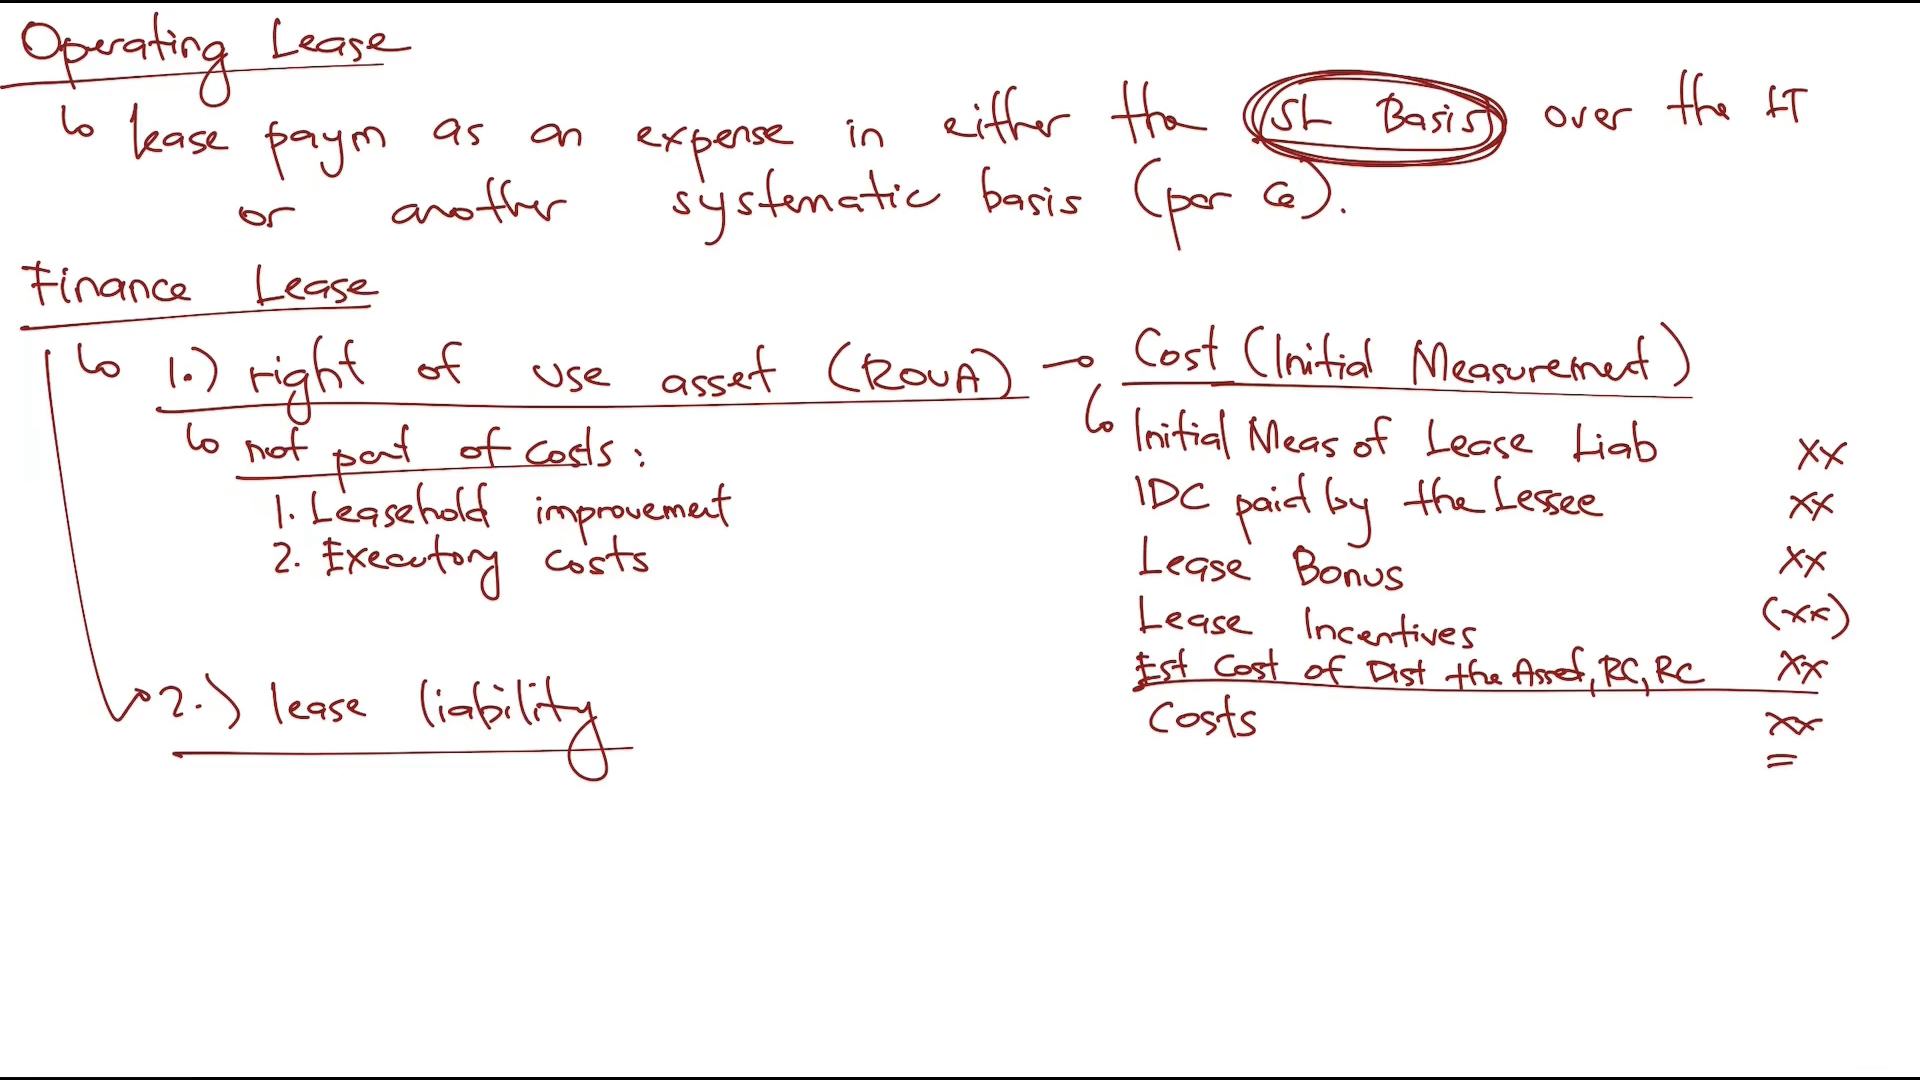 Operating Lease
↳ lease paym as an expense in either the SL Basis over the LT
or another systematic basis (per Co).
Finance Lease
↳ 1.) right of use asset (ROUA) → Cost (Initial Measurement)
↳ not part of costs:
1. Leasehold improvement
2. Executory costs
↳ Initial Meas of Lease Liab xx
IDC paid by the Lessee xx
Lease Bonus xx
Lease Incentives (xx)
Est Cost of Dist the Asset, RC, RC xx
Costs xx
=
2.) lease liability